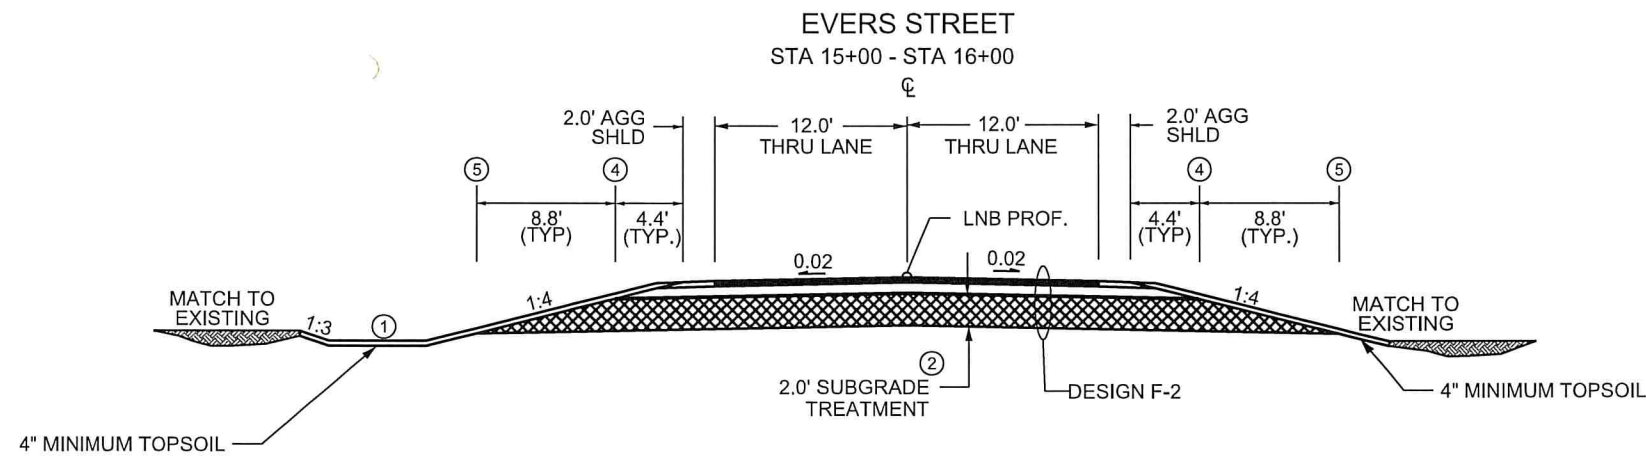 EVERS STREET
STA 15+00 - STA 16+00
℄
2.0' AGG
SHLD
12.0'
THRU LANE
12.0'
THRU LANE
2.0' AGG
SHLD
5
4
4
5
8.8'
(TYP)
4.4'
(TYP.)
LNB PROF.
4.4'
(TYP)
8.8'
(TYP.)
0.02
0.02
MATCH TO
EXISTING
1:3
1
1:4
1:4
MATCH TO
EXISTING
2
2.0' SUBGRADE
TREATMENT
DESIGN F-2
4" MINIMUM TOPSOIL
4" MINIMUM TOPSOIL